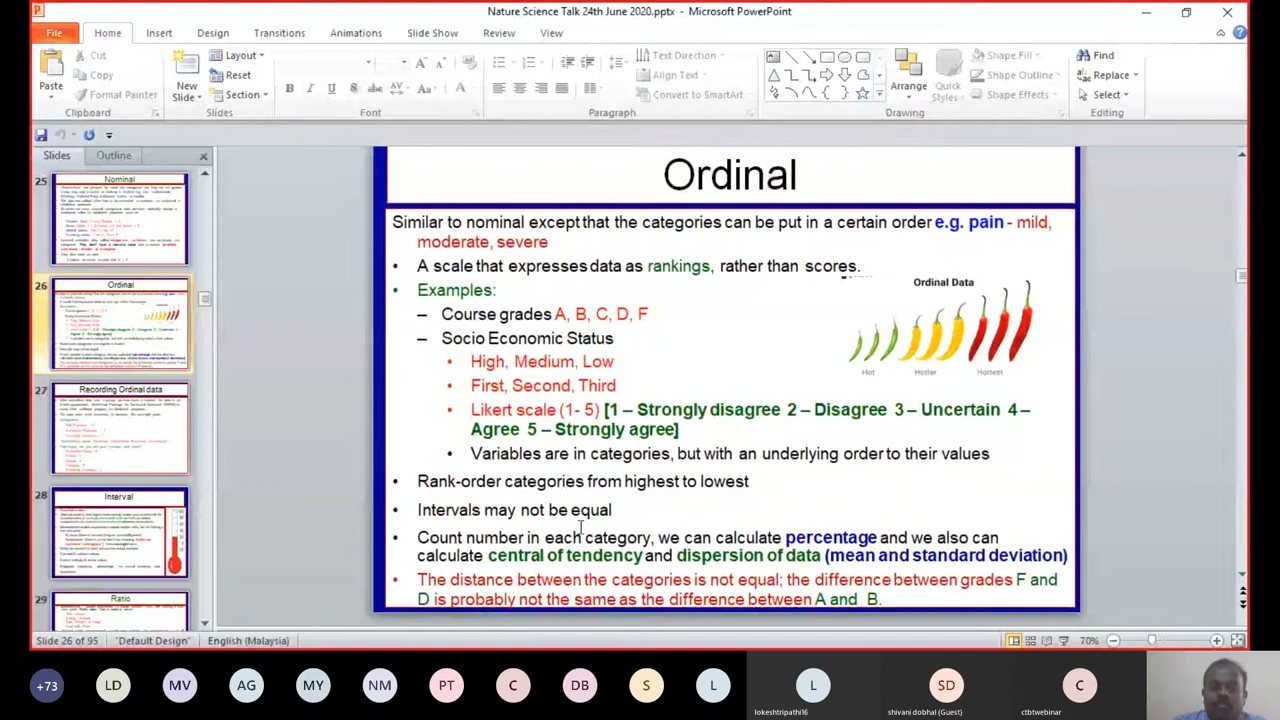 Nature Science Talk 24th June 2020.pptx - Microsoft PowerPoint
File Home Insert Design Transitions Animations Slide Show Review View
Cut
Copy
Format Painter
Paste
Clipboard
New
Slide
Layout
Reset
Section
Slides
Font
Text Direction
Align Text
Convert to SmartArt
Paragraph
Arrange
Quick
Styles
Shape Fill
Shape Outline
Shape Effects
Drawing
Find
Replace
Select
Editing
Slides Outline
25
Nominal
26
Ordinal
27
Recording Ordinal data
28
Interval
29
Ratio
Ordinal
Similar to nominal except that the categories can be put in a certain order e.g. pain - mild,
moderate, severe
• A scale that expresses data as rankings, rather than scores.
• Examples:
– Course grades A, B, C, D, F
– Socio Economic Status
• High, Medium, Low
• First, Second, Third
• Likert scale (1- 5) [1 – Strongly disagree 2 – Disagree 3 – Uncertain 4 –
Agree 5 – Strongly agree]
• Variables are in categories, but with an underlying order to their values
• Rank-order categories from highest to lowest
• Intervals may not be equal
• Count number in each category, we can calculate percentage and we also can
calculate central of tendency and dispersion of data (mean and standard deviation)
• The distance between the categories is not equal; the difference between grades F and
D is probably not the same as the difference between A and B.
Ordinal Data
Hot Hotter Hottest
Slide 26 of 95 "Default Design" English (Malaysia) 70%
+73 LD MV AG MY NM PT C DB S L L SD C
lokeshtripathi16 shivani dobhal (Guest) ctbtwebinar